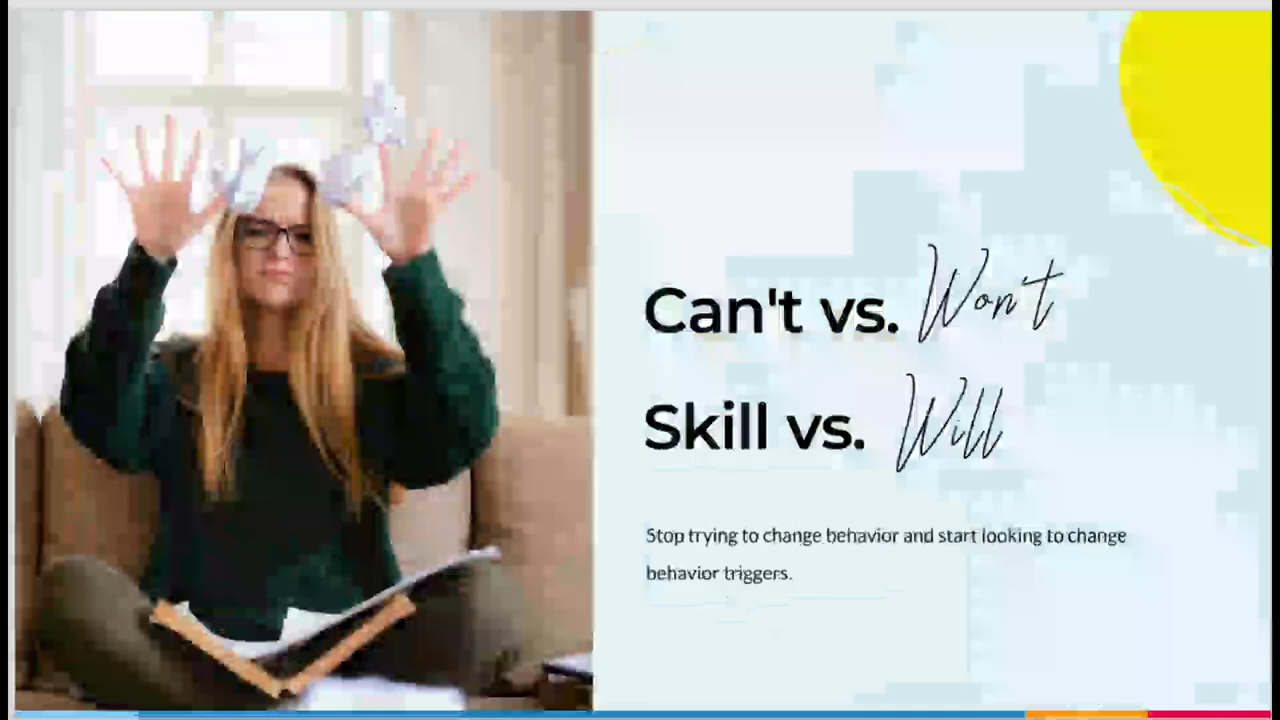 Can't vs. Won't
Skill vs. Will
Stop trying to change behavior and start looking to change
behavior triggers.